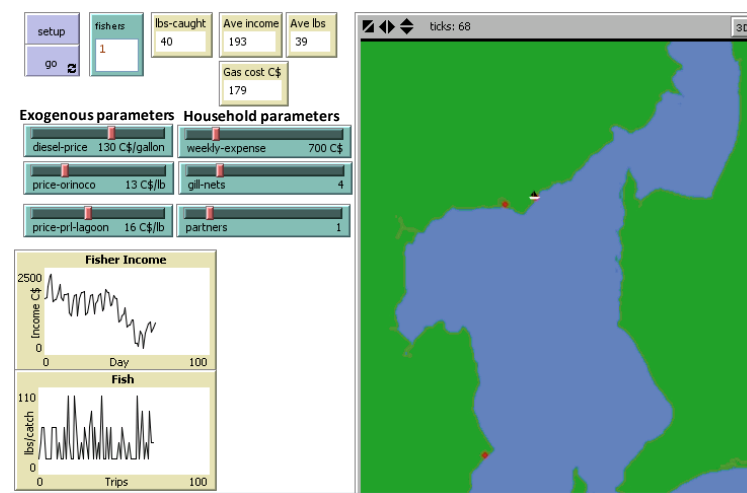 setup
go
fishers
1
lbs-caught
40
Ave income
193
Ave lbs
39
Gas cost C$
179
ticks: 68
3D
Exogenous parameters
Household parameters
diesel-price 130 C$/gallon
weekly-expense 700 C$
price-orinoco 13 C$/lb
gill-nets 4
price-prl-lagoon 16 C$/lb
partners 1
Fisher Income
2500
Income C$
0
0 Day 100
Fish
110
lbs/catch
0
0 Trips 100